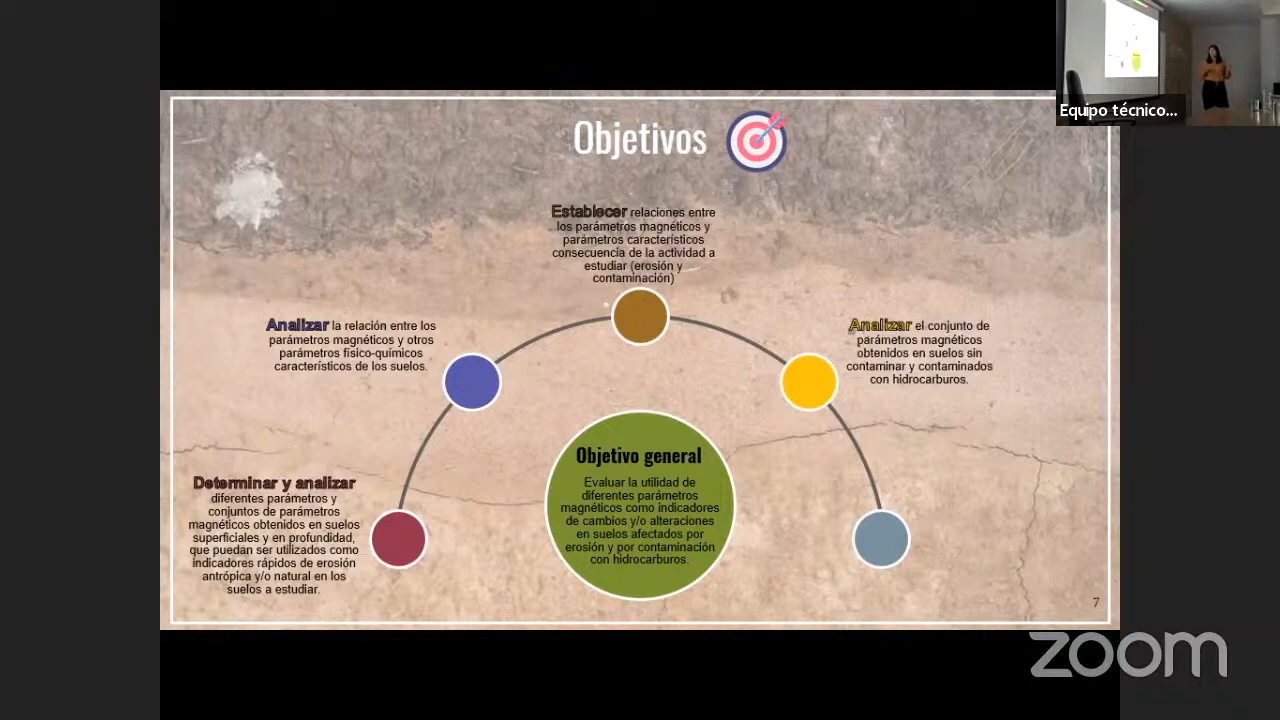 Equipo técnico...
Objetivos
Establecer relaciones entre
los parámetros magnéticos y
parámetros característicos
consecuencia de la actividad a
estudiar (erosión y
contaminación)
Analizar la relación entre los
parámetros magnéticos y otros
parámetros físico-químicos
característicos de los suelos.
Analizar el conjunto de
parámetros magnéticos
obtenidos en suelos sin
contaminar y contaminados
con hidrocarburos.
Determinar y analizar
diferentes parámetros y
conjuntos de parámetros
magnéticos obtenidos en suelos
superficiales y en profundidad,
que puedan ser utilizados como
indicadores rápidos de erosión
antrópica y/o natural en los
suelos a estudiar.
Objetivo general
Evaluar la utilidad de
diferentes parámetros
magnéticos como indicadores
de cambios y/o alteraciones
en suelos afectados por
erosión y por contaminación
con hidrocarburos.
7
zoom